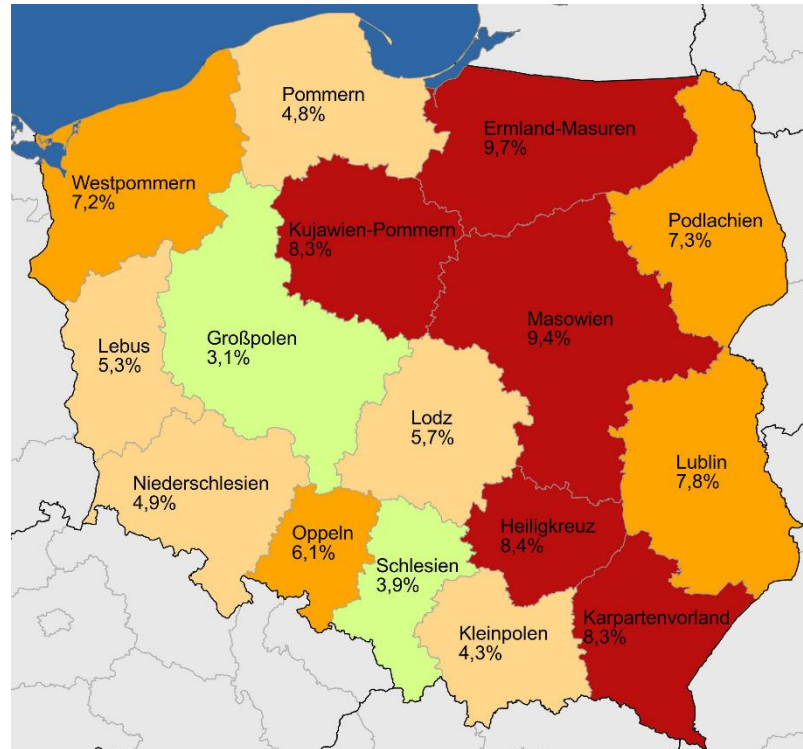 Pommern
4,8%
Ermland-Masuren
9,7%
Westpommern
7,2%
Kujawien-Pommern
8,3%
Podlachien
7,3%
Lebus
5,3%
Großpolen
3,1%
Masowien
9,4%
Lodz
5,7%
Niederschlesien
4,9%
Lublin
7,8%
Oppeln
6,1%
Schlesien
3,9%
Heiligkreuz
8,4%
Kleinpolen
4,3%
Karpartenvorland
8,3%